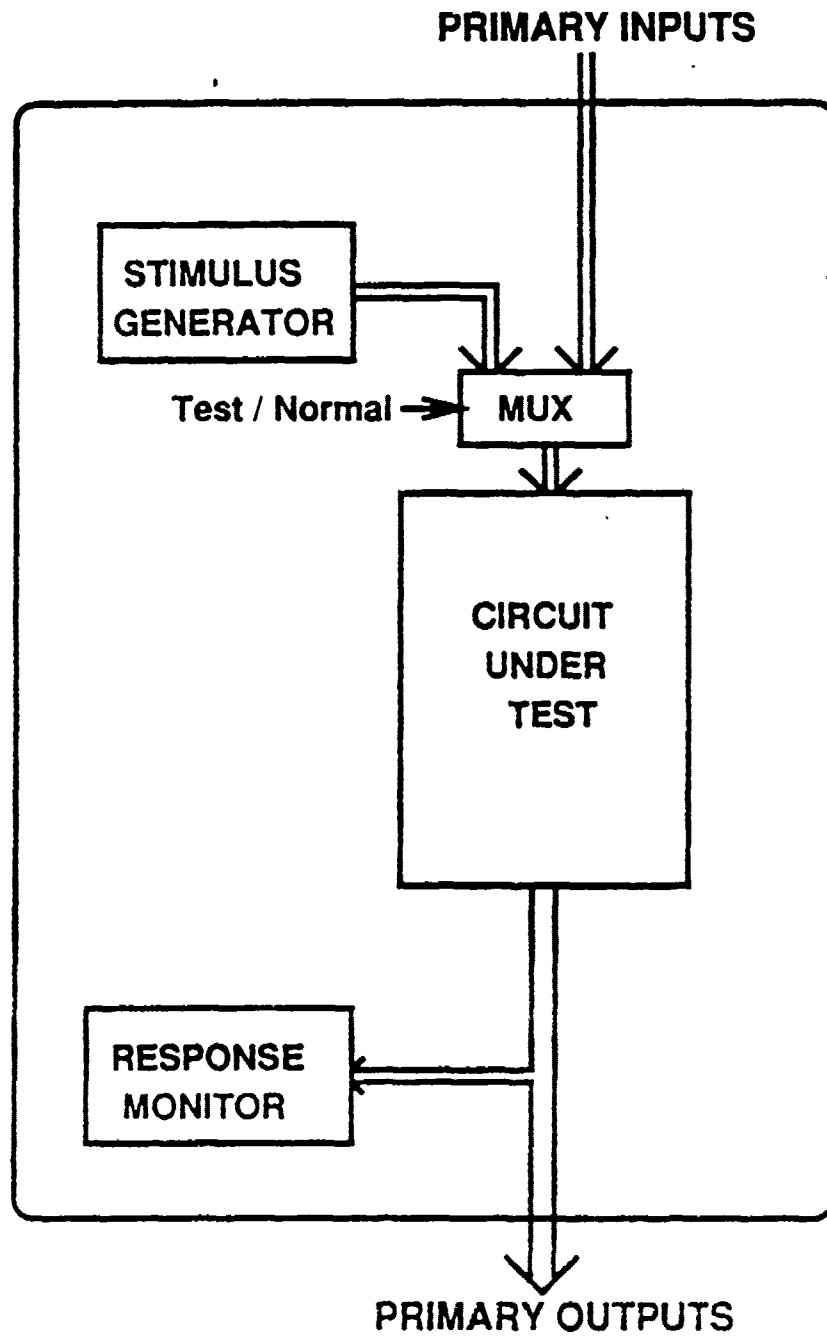 PRIMARY INPUTS
STIMULUS
GENERATOR
Test / Normal
MUX
CIRCUIT
UNDER
TEST
RESPONSE
MONITOR
PRIMARY OUTPUTS